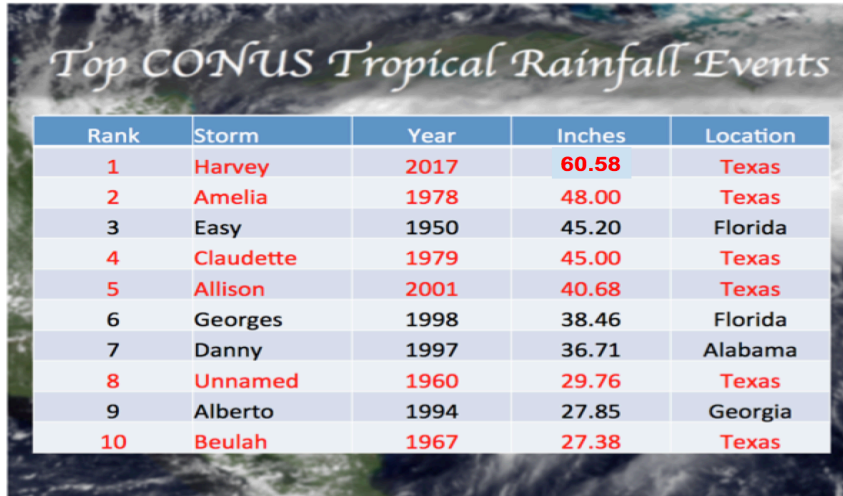 Top CONUS Tropical Rainfall Events
Rank Storm Year Inches Location
1 Harvey 2017 60.58 Texas
2 Amelia 1978 48.00 Texas
3 Easy 1950 45.20 Florida
4 Claudette 1979 45.00 Texas
5 Allison 2001 40.68 Texas
6 Georges 1998 38.46 Florida
7 Danny 1997 36.71 Alabama
8 Unnamed 1960 29.76 Texas
9 Alberto 1994 27.85 Georgia
10 Beulah 1967 27.38 Texas